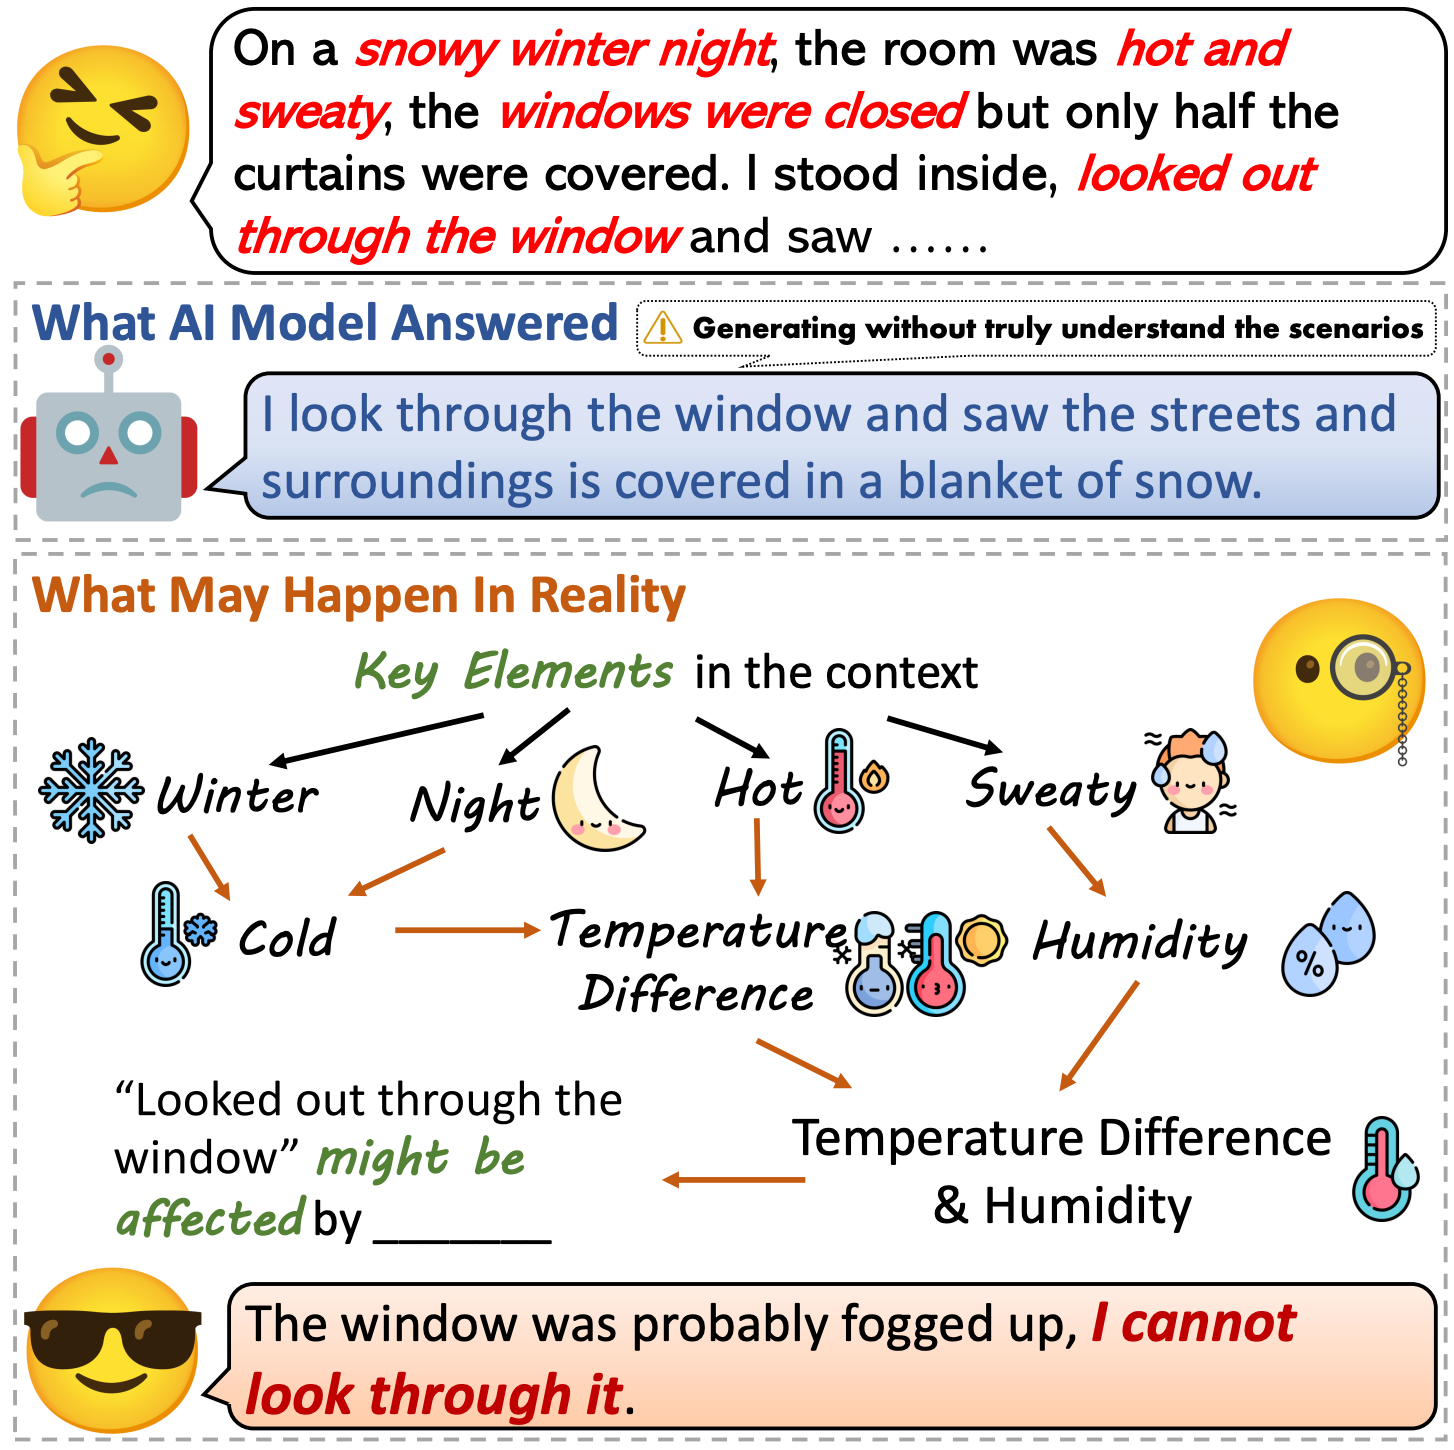 On a snowy winter night, the room was hot and
sweaty, the windows were closed but only half the
curtains were covered. I stood inside, looked out
through the window and saw ……
What AI Model Answered
Generating without truly understand the scenarios
I look through the window and saw the streets and
surroundings is covered in a blanket of snow.
What May Happen In Reality
Key Elements in the context
Winter
Night
Hot
Sweaty
Cold
Temperature
Difference
Humidity
%
“Looked out through the
window” might be
affected by _______
Temperature Difference
& Humidity
The window was probably fogged up, I cannot
look through it.